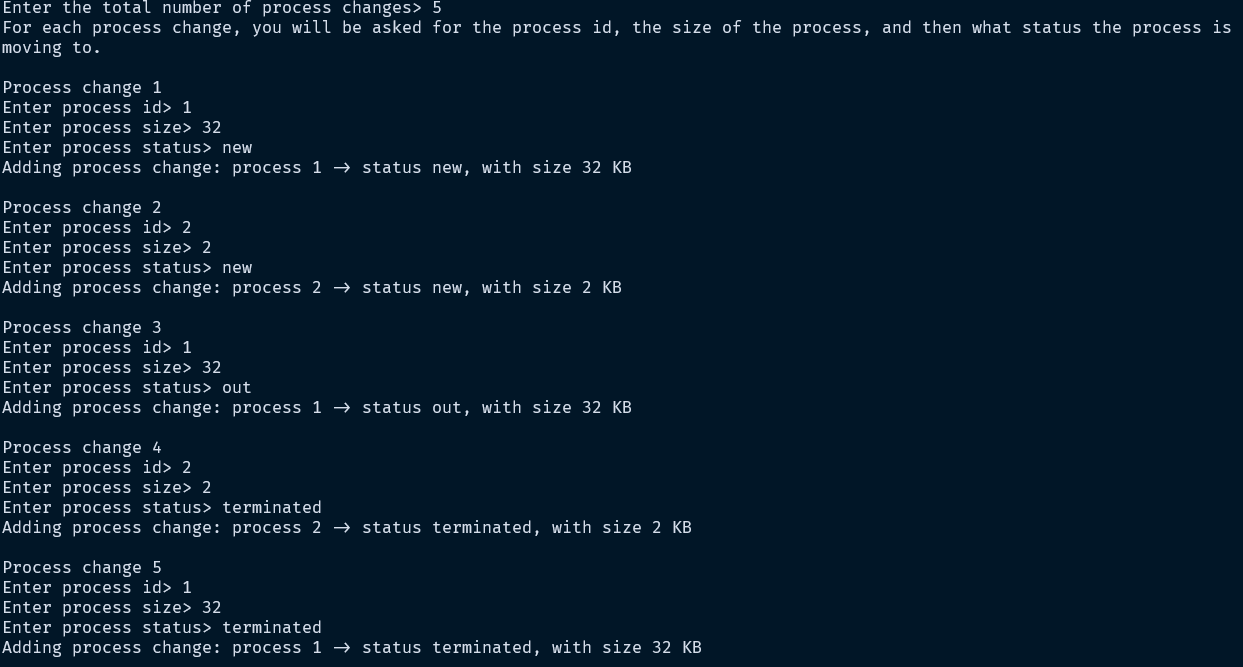 Enter the total number of process changes> 5
For each process change, you will be asked for the process id, the size of the process, and then what status the process is
moving to.
Process change 1
Enter process id> 1
Enter process size> 32
Enter process status> new
Adding process change: process 1 -> status new, with size 32 KB
Process change 2
Enter process id> 2
Enter process size> 2
Enter process status> new
Adding process change: process 2 -> status new, with size 2 KB
Process change 3
Enter process id> 1
Enter process size> 32
Enter process status> out
Adding process change: process 1 -> status out, with size 32 KB
Process change 4
Enter process id> 2
Enter process size> 2
Enter process status> terminated
Adding process change: process 2 -> status terminated, with size 2 KB
Process change 5
Enter process id> 1
Enter process size> 32
Enter process status> terminated
Adding process change: process 1 -> status terminated, with size 32 KB